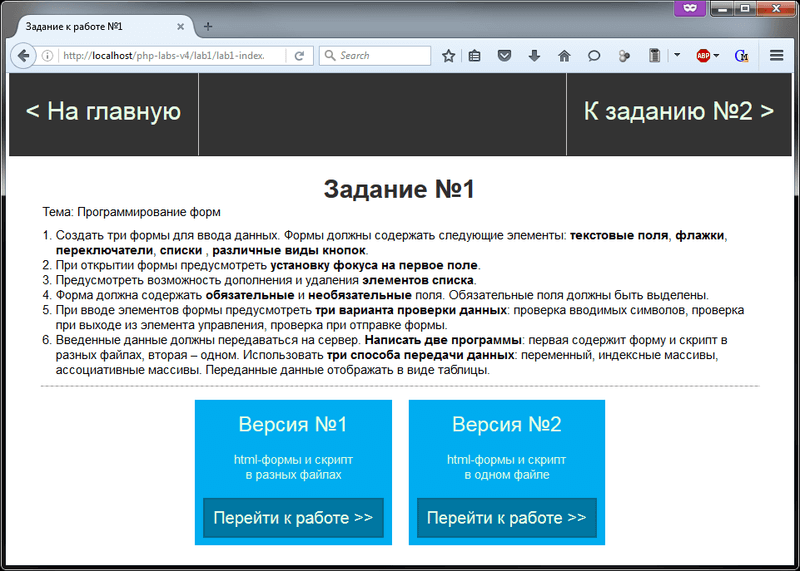 Задание к работе №1
http://localhost/php-labs-v4/lab1/lab1-index.
Search
ABP
< На главную
К заданию №2 >
Задание №1
Тема: Программирование форм
1. Создать три формы для ввода данных. Формы должны содержать следующие элементы: текстовые поля, флажки,
переключатели, списки , различные виды кнопок.
2. При открытии формы предусмотреть установку фокуса на первое поле.
3. Предусмотреть возможность дополнения и удаления элементов списка.
4. Форма должна содержать обязательные и необязательные поля. Обязательные поля должны быть выделены.
5. При вводе элементов формы предусмотреть три варианта проверки данных: проверка вводимых символов, проверка
при выходе из элемента управления, проверка при отправке формы.
6. Введенные данные должны передаваться на сервер. Написать две программы: первая содержит форму и скрипт в
разных файлах, вторая – одном. Использовать три способа передачи данных: переменный, индексные массивы,
ассоциативные массивы. Переданные данные отображать в виде таблицы.
Версия №1
html-формы и скрипт
в разных файлах
Перейти к работе >>
Версия №2
html-формы и скрипт
в одном файле
Перейти к работе >>